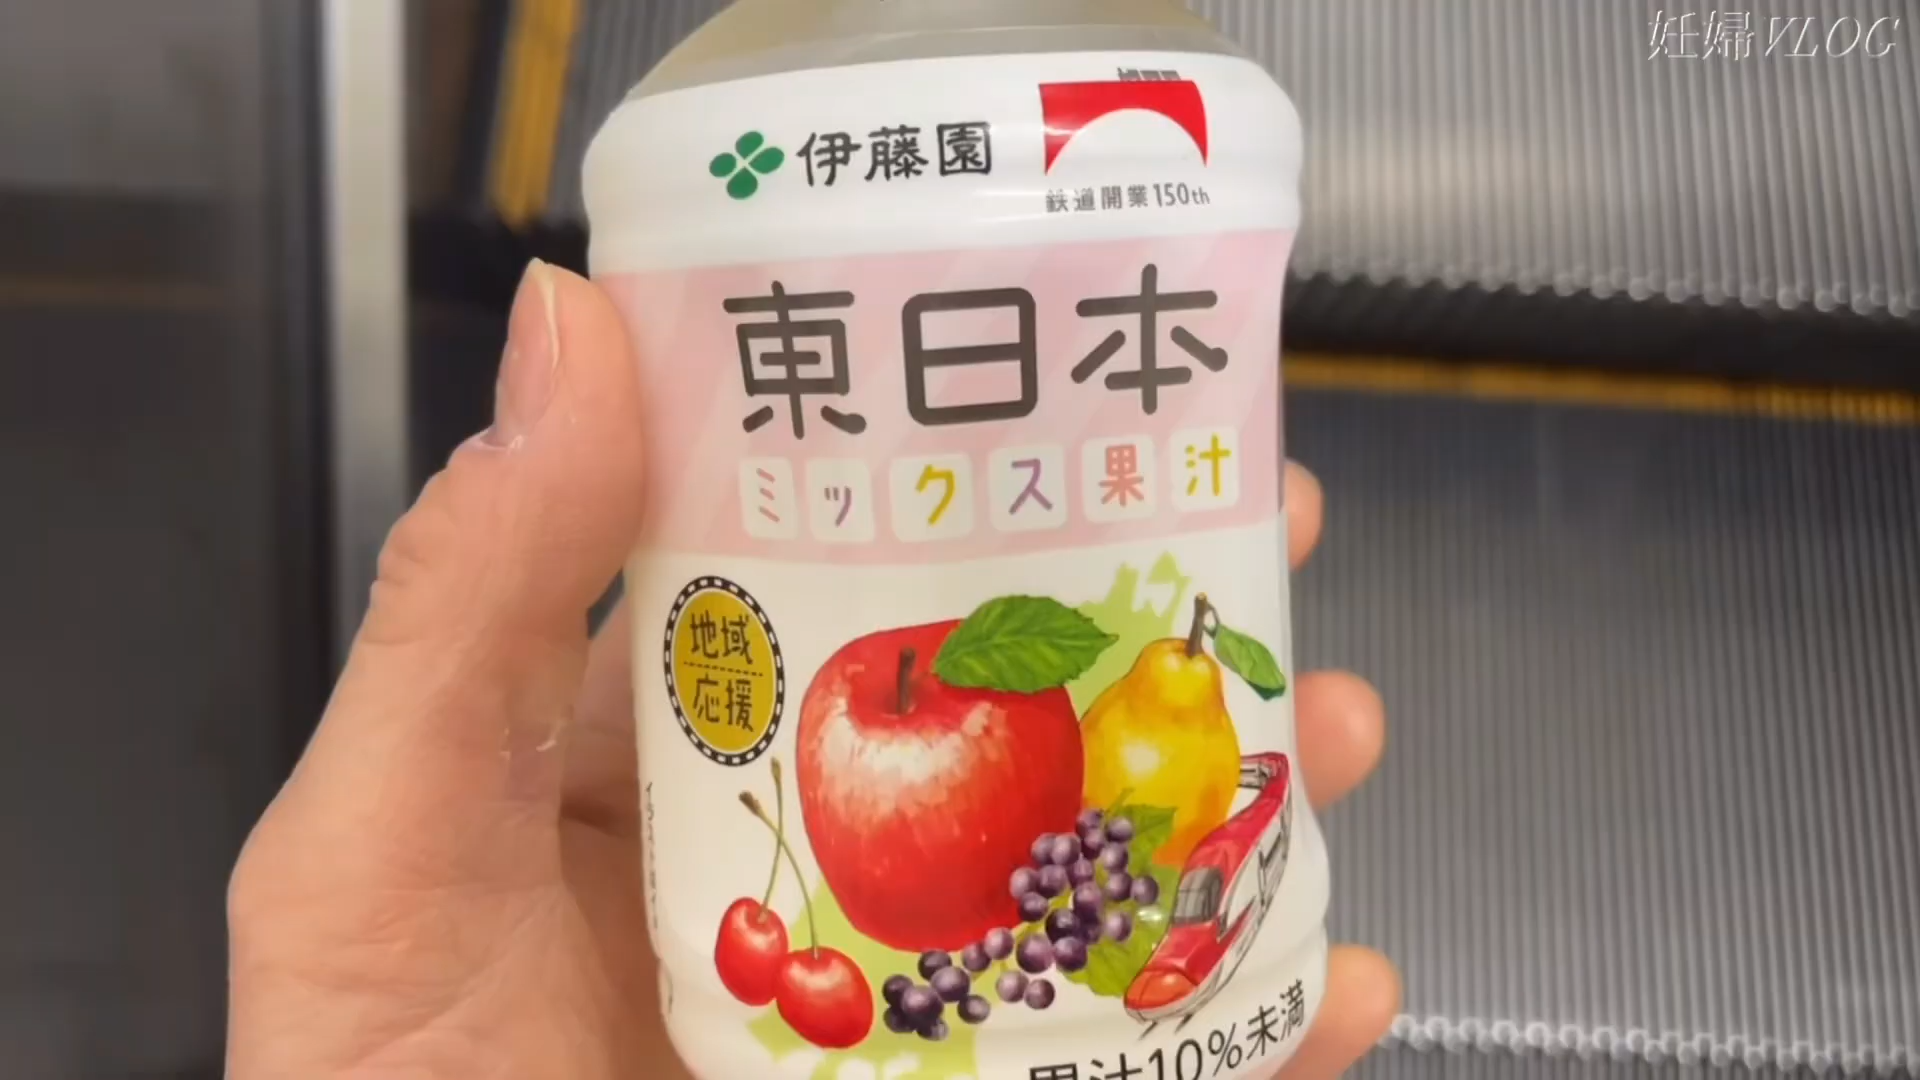 妊婦VLOG
伊藤園
鉄道開業150th
東日本
ミックス果汁
地域
応援
果汁10%未満